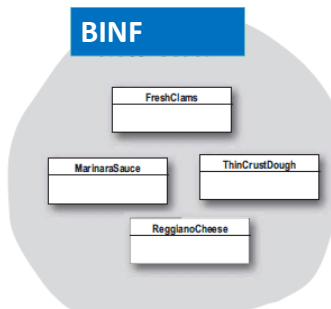 BINF
FreshClams
MarinaraSauce
ThinCrustDough
ReggianoCheese